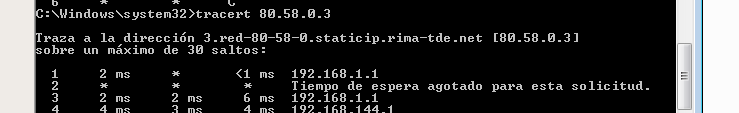 C:\Windows\system32>tracert 80.58.0.3
Traza a la dirección 3.red-80-58-0.staticip.rima-tde.net [80.58.0.3]
sobre un máximo de 30 saltos:
1 2 ms * <1 ms 192.168.1.1
2 * * * Tiempo de espera agotado para esta solicitud.
3 2 ms 2 ms 6 ms 192.168.1.1
4 4 ms 3 ms 4 ms 192.168.144.1